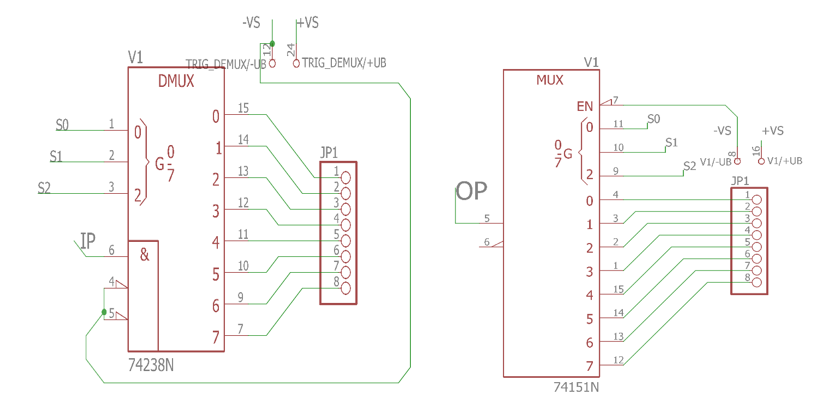 -VS
+VS
12
24
TRIG_DEMUX/-UB
TRIG_DEMUX/+UB
V1
DMUX
S0
1
0
S1
2
G
0
7
S2
3
2
IP
6
&
4
5
0
15
1
14
2
13
3
12
4
11
5
10
6
9
7
7
74238N
JP1
1
2
3
4
5
6
7
8
V1
MUX
EN
7
0
11
S0
0
7
G
10
S1
2
9
S2
-VS
+VS
8
16
V1/-UB
V1/+UB
OP
5
6
0
4
1
3
2
2
3
1
4
15
5
14
6
13
7
12
74151N
JP1
1
2
3
4
5
6
7
8